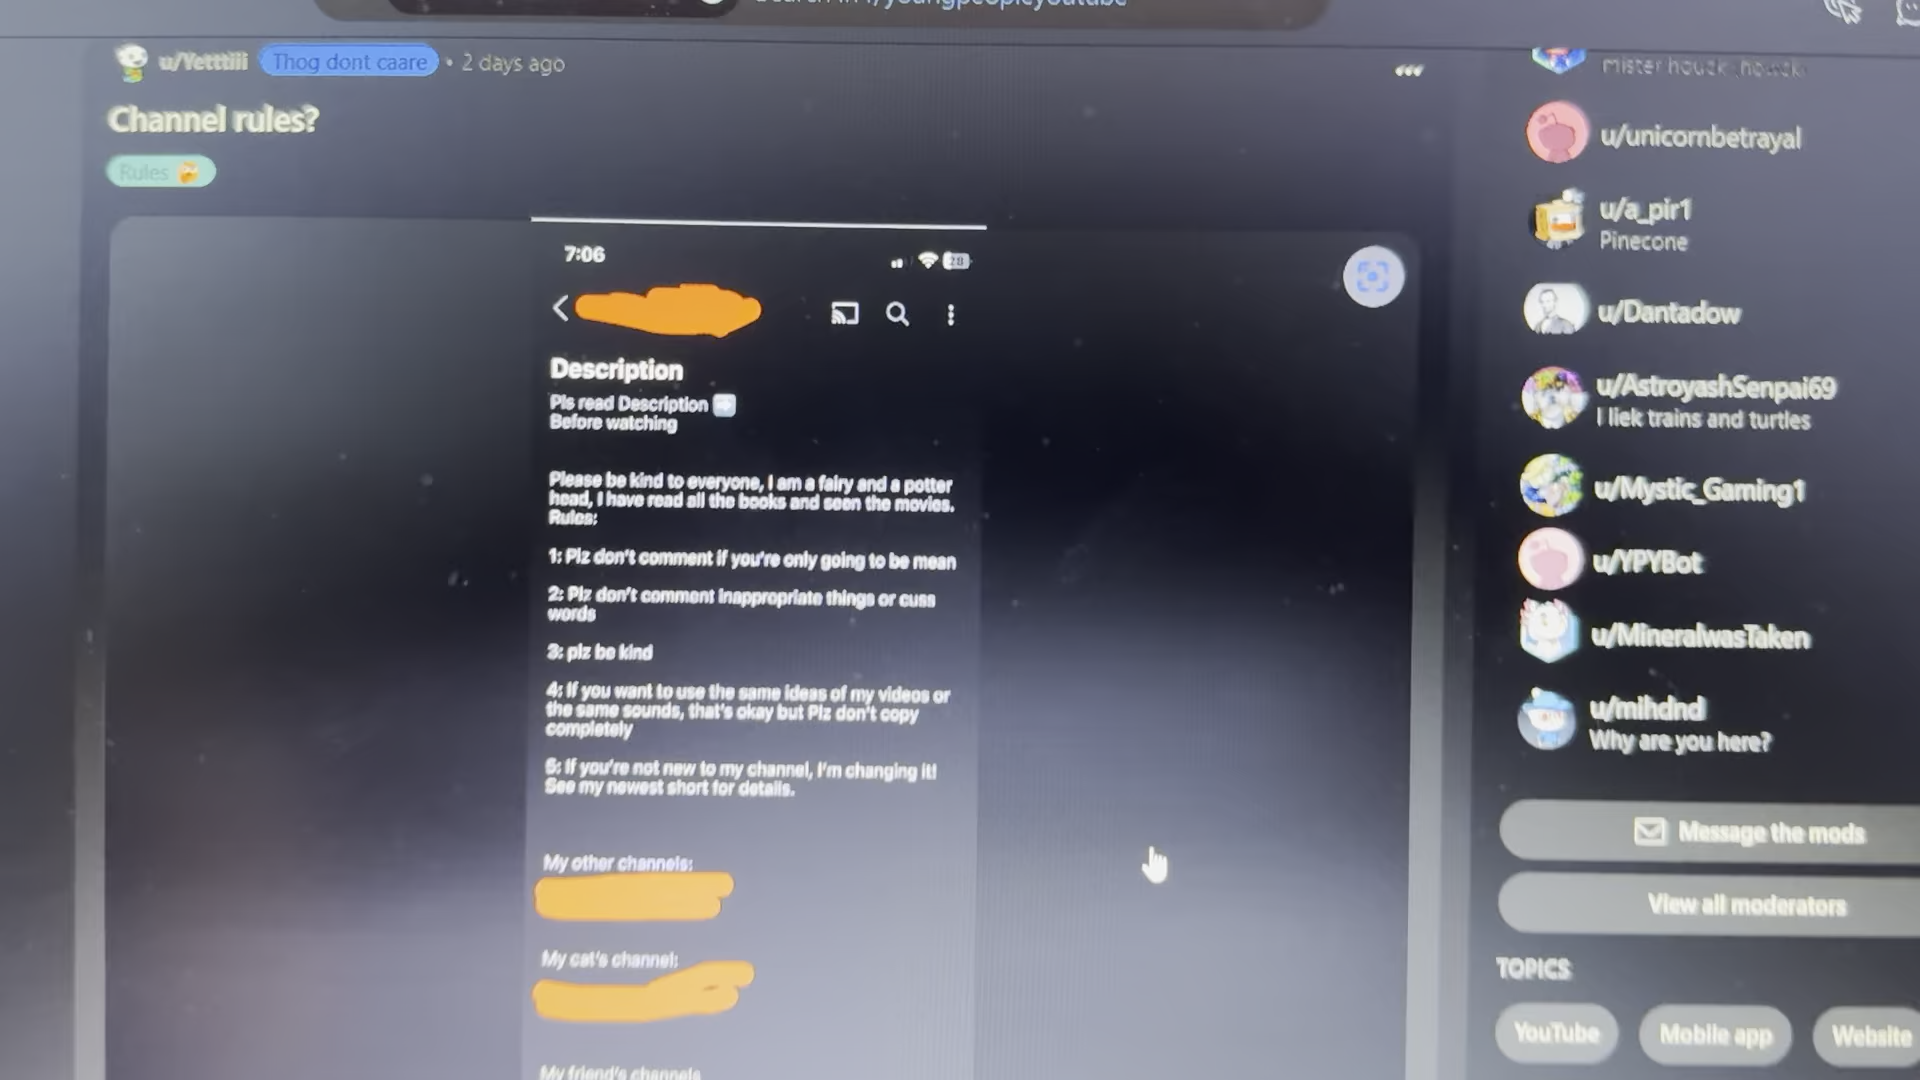 u/Yetttiii Thog dont caare • 2 days ago
Channel rules?
Rules
7:06
28
Description
Pls read Description
Before watching
Please be kind to everyone, I am a fairy and a potter
head, I have read all the books and seen the movies.
Rules:
1: Plz don't comment if you're only going to be mean
2: Plz don't comment inappropriate things or cuss
words
3: plz be kind
4: If you want to use the same ideas of my videos or
the same sounds, that's okay but Plz don't copy
completely
5: If you're not new to my channel, I'm changing it!
See my newest short for details.
My other channels:
My cat's channel:
My friend's channels
mister
u/unicornbetrayal
u/a_pir1
Pinecone
u/Dantadow
u/AstroyashSenpai69
I liek trains and turtles
u/Mystic_Gaming1
u/YPYBot
u/MineralwasTaken
u/mihdnd
Why are you here?
Message the mods
View all moderators
TOPICS
YouTube
Mobile app
Website